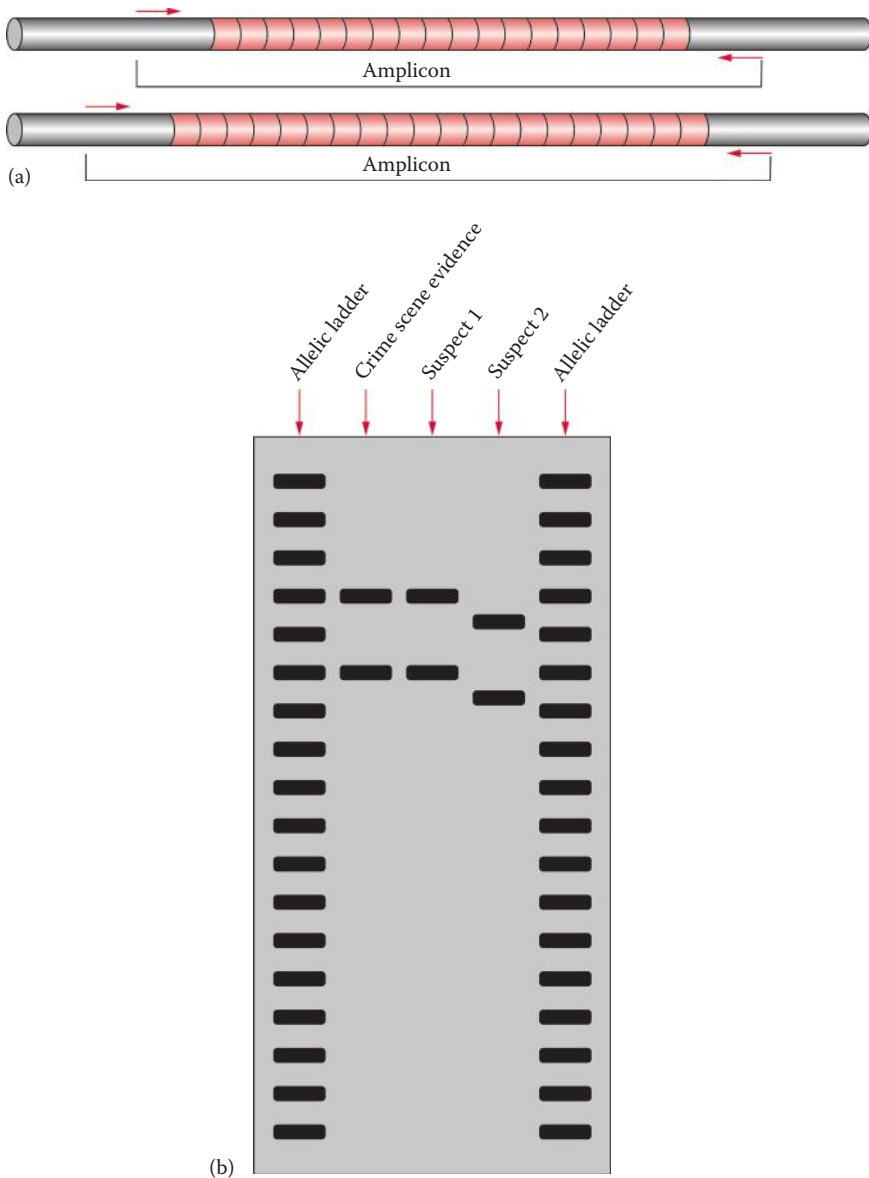 Amplicon
Amplicon
(a)
Allelic ladder
Crime scene evidence
Suspect 1
Suspect 2
Allelic ladder
(b)